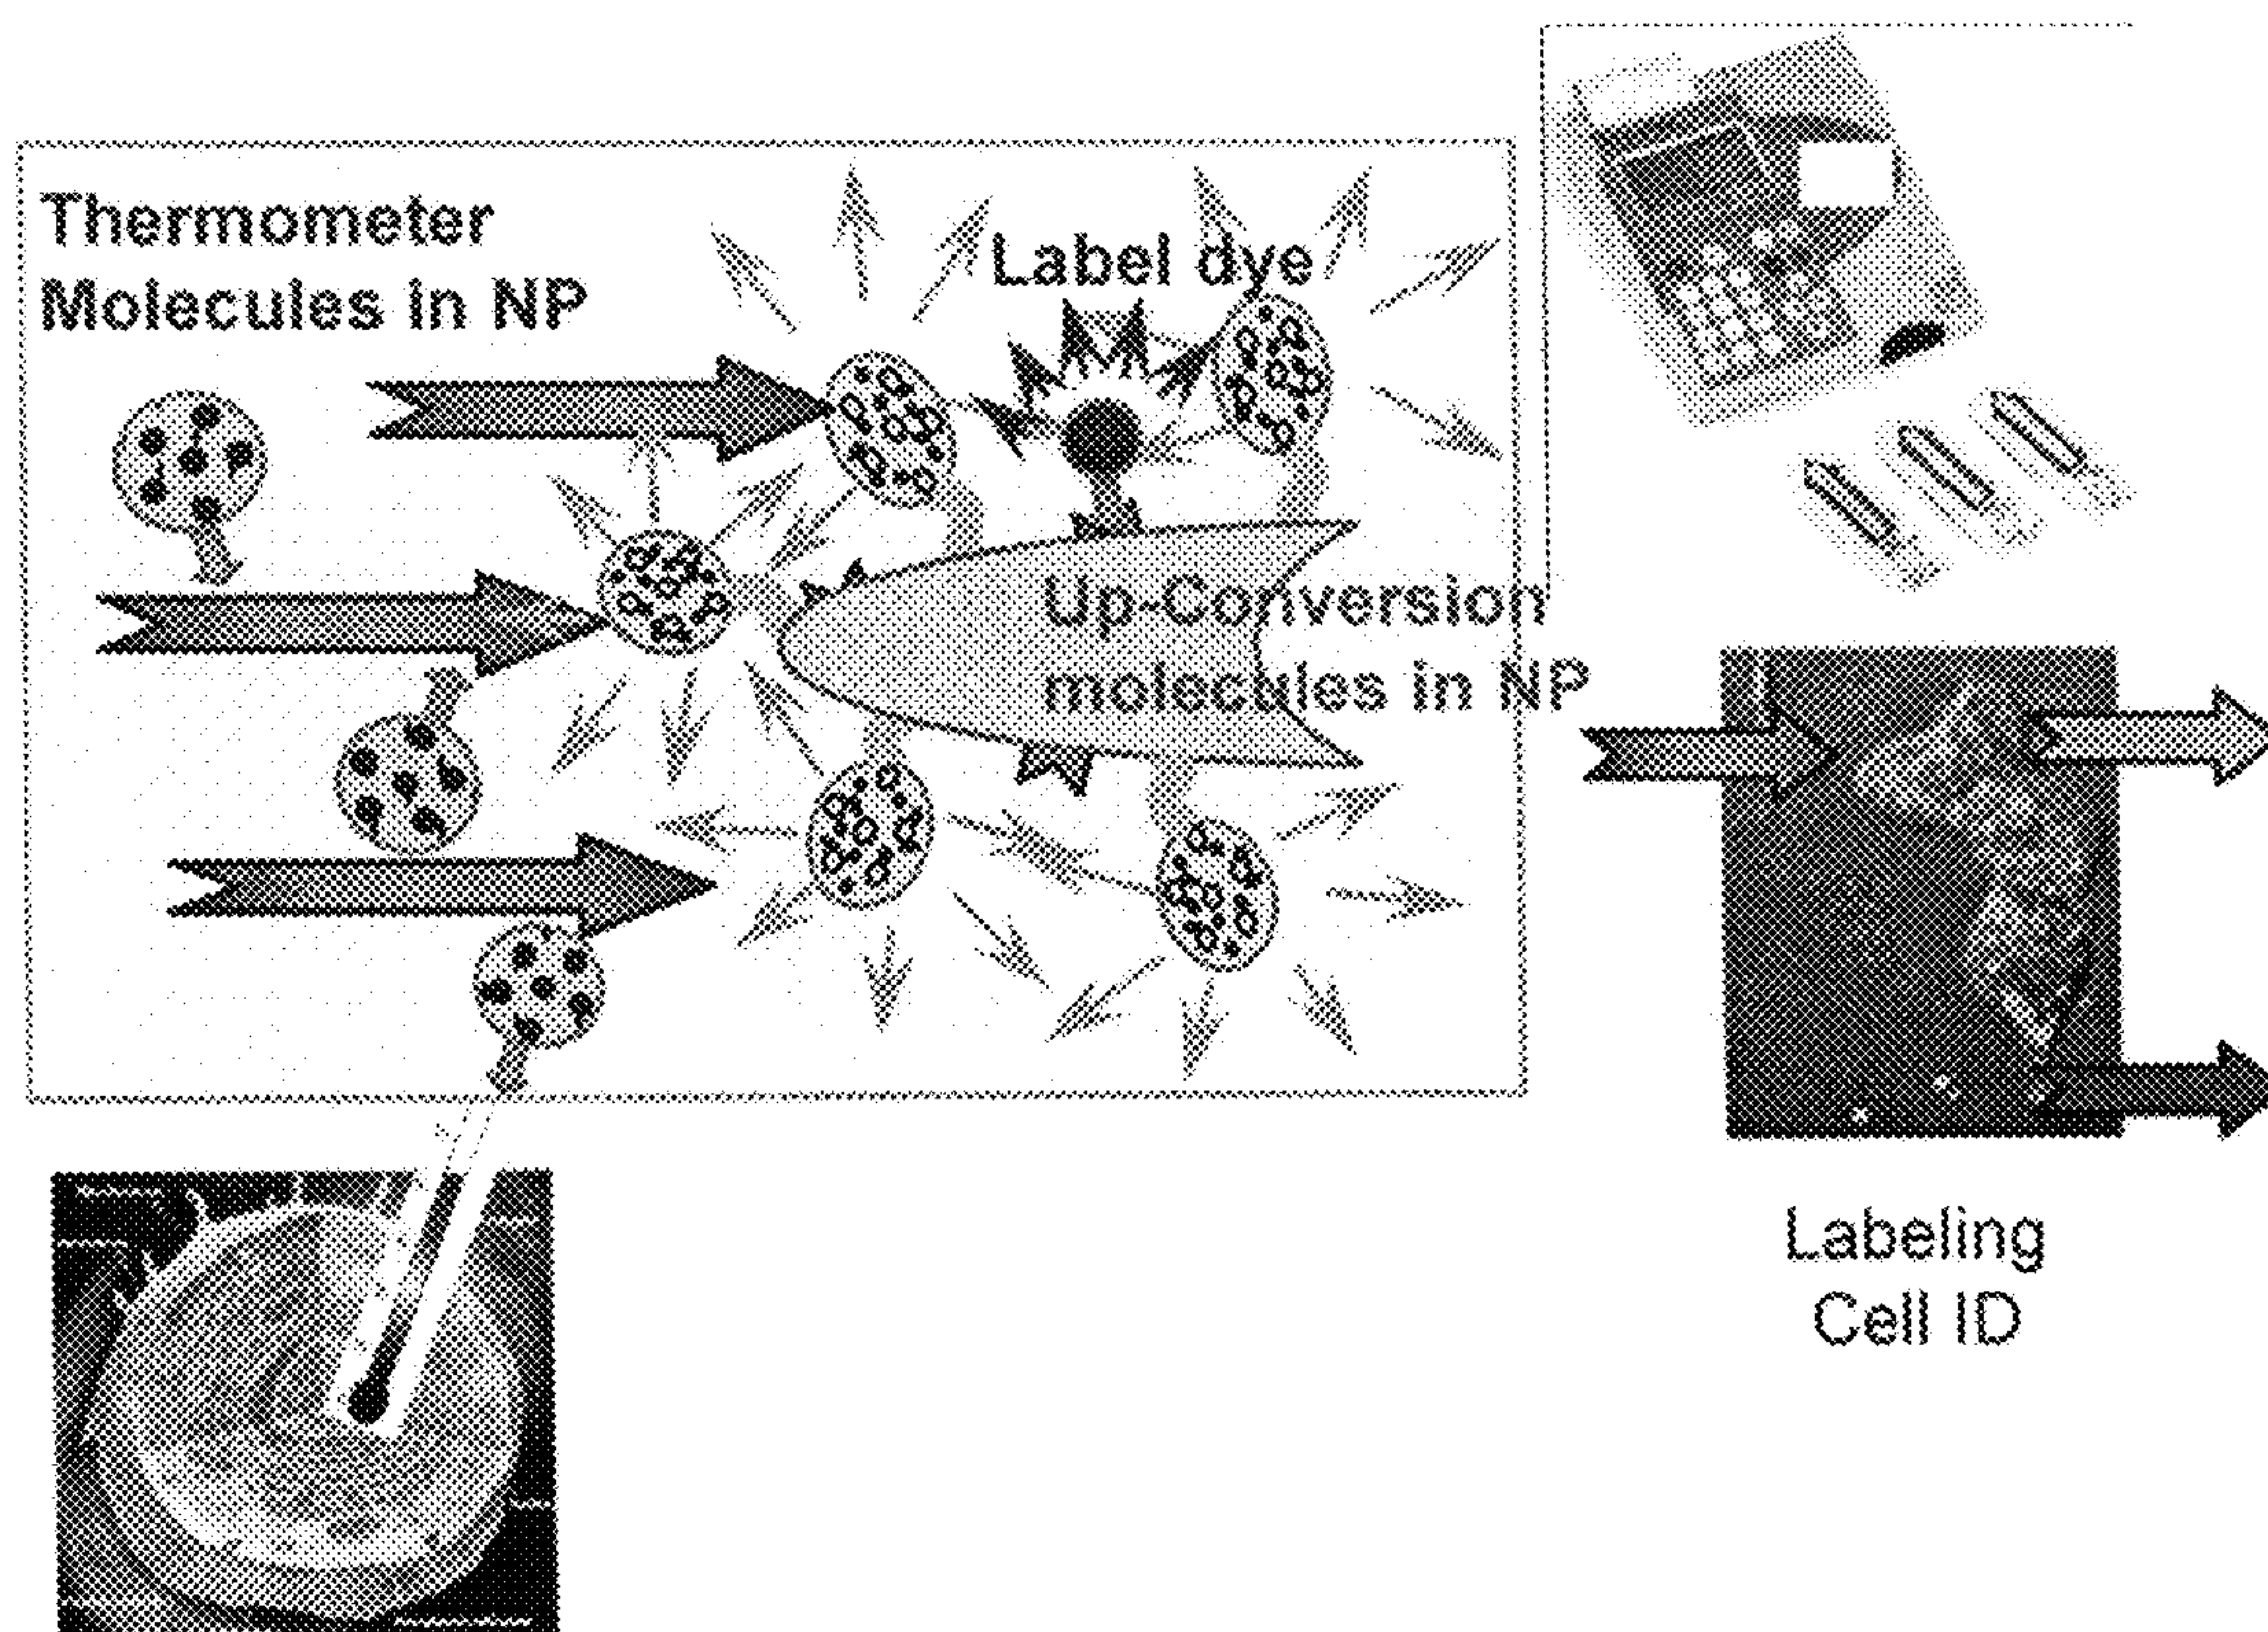 Thermometer
Molecules in NP
Label dye
Up-Conversion
molecules in NP
Labeling
Cell ID